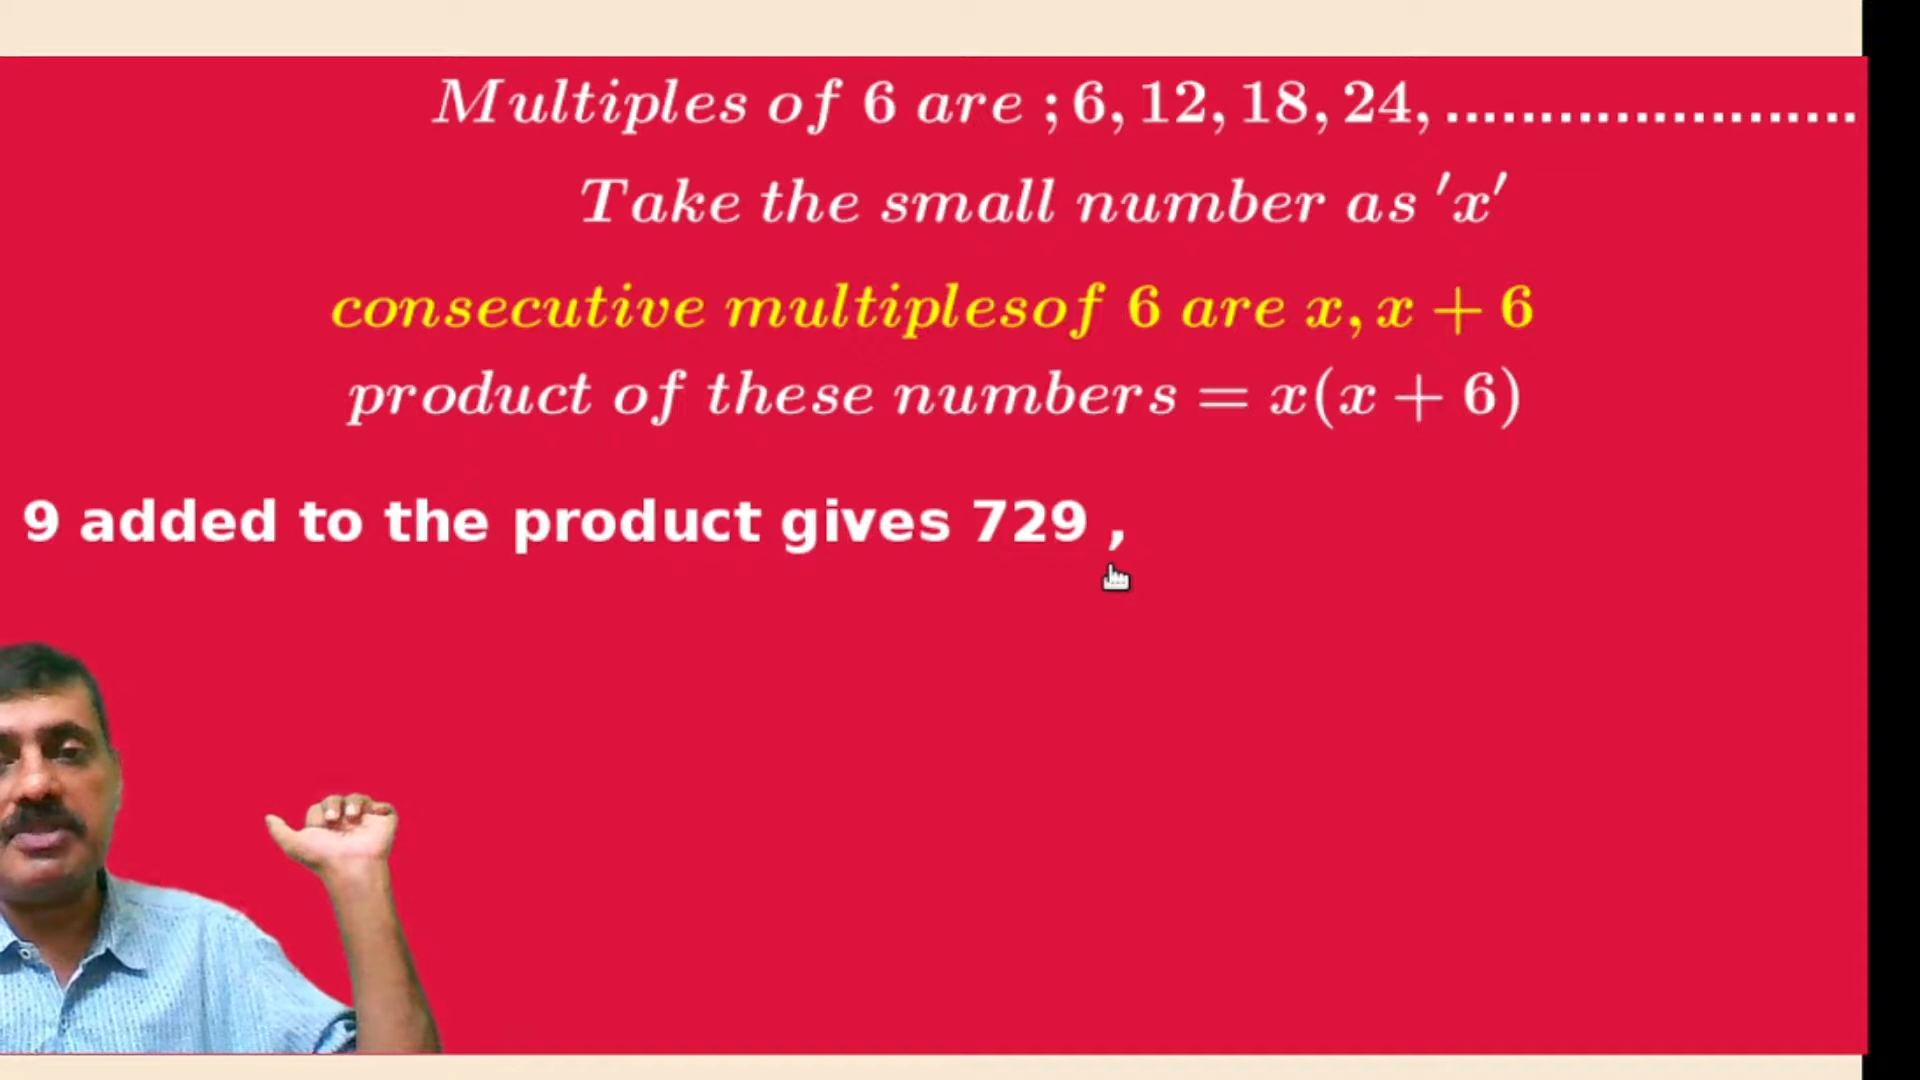 Multiples of 6 are ; 6, 12, 18, 24, ......................
Take the small number as 'x'
consecutive multiplesof 6 are x, x + 6
product of these numbers = x(x + 6)
9 added to the product gives 729 ,